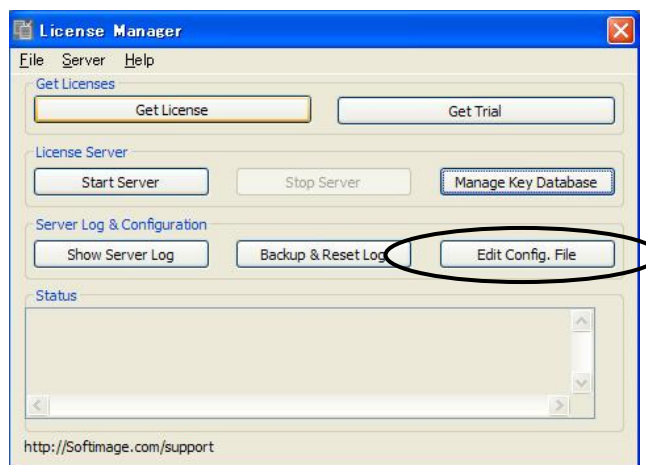 License Manager
File Server Help
Get Licenses
Get License Get Trial
License Server
Start Server Stop Server Manage Key Database
Server Log & Configuration
Show Server Log Backup & Reset Log Edit Config. File
Status
http://Softimage.com/support